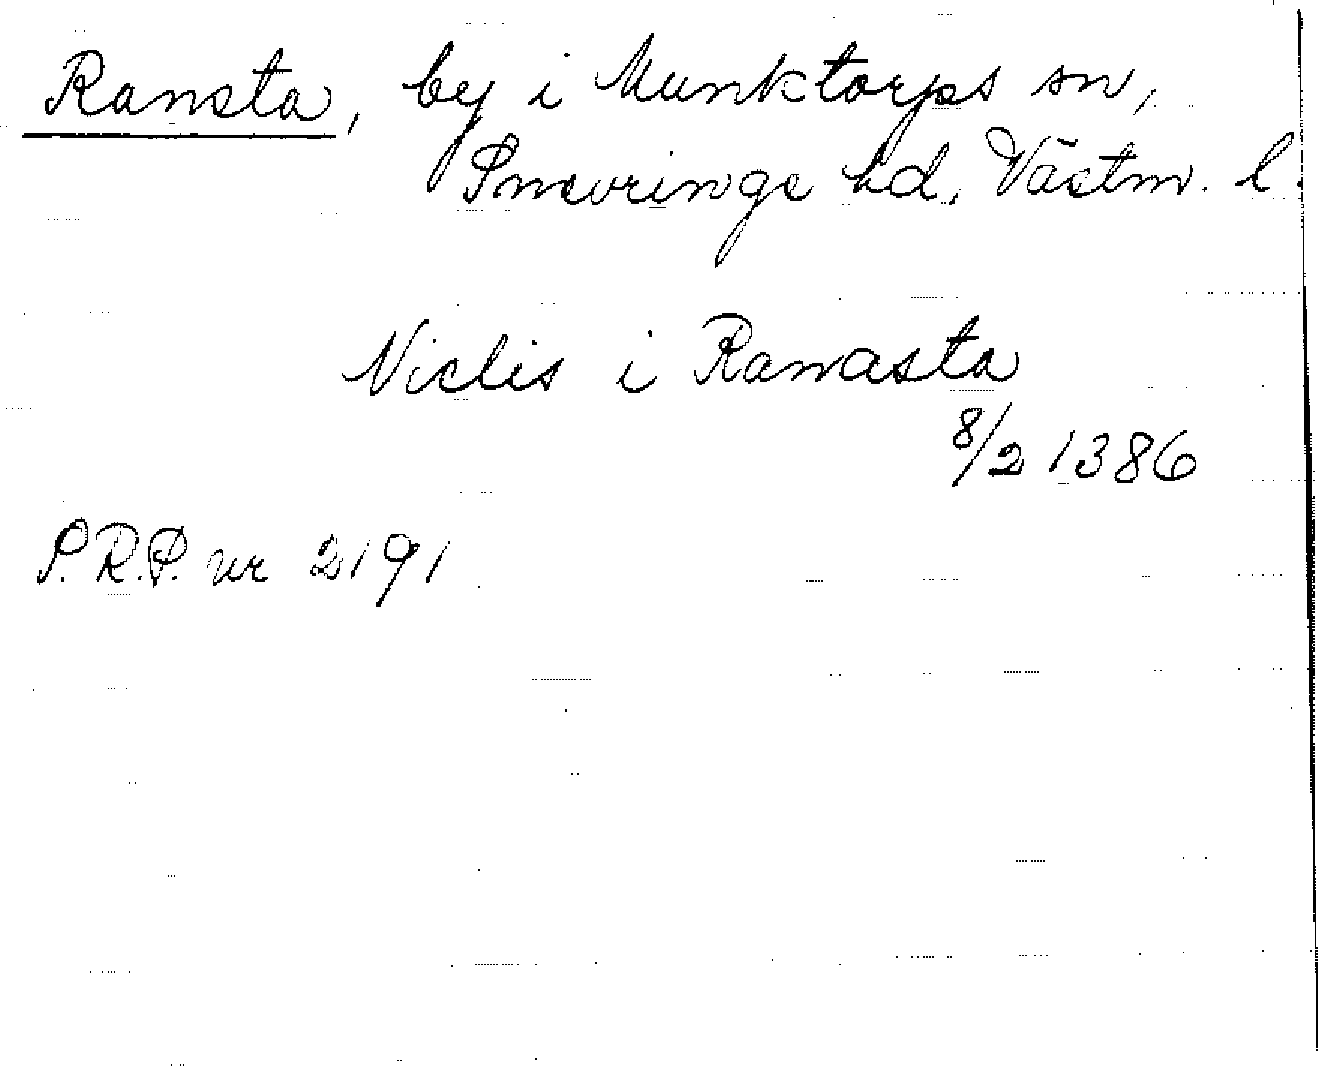 Ransta, by i Munktorps sn,
Snevringe hd, Västm. l.
Niclis i Ranasta
8/2 1386
S.R.P. nr 2191